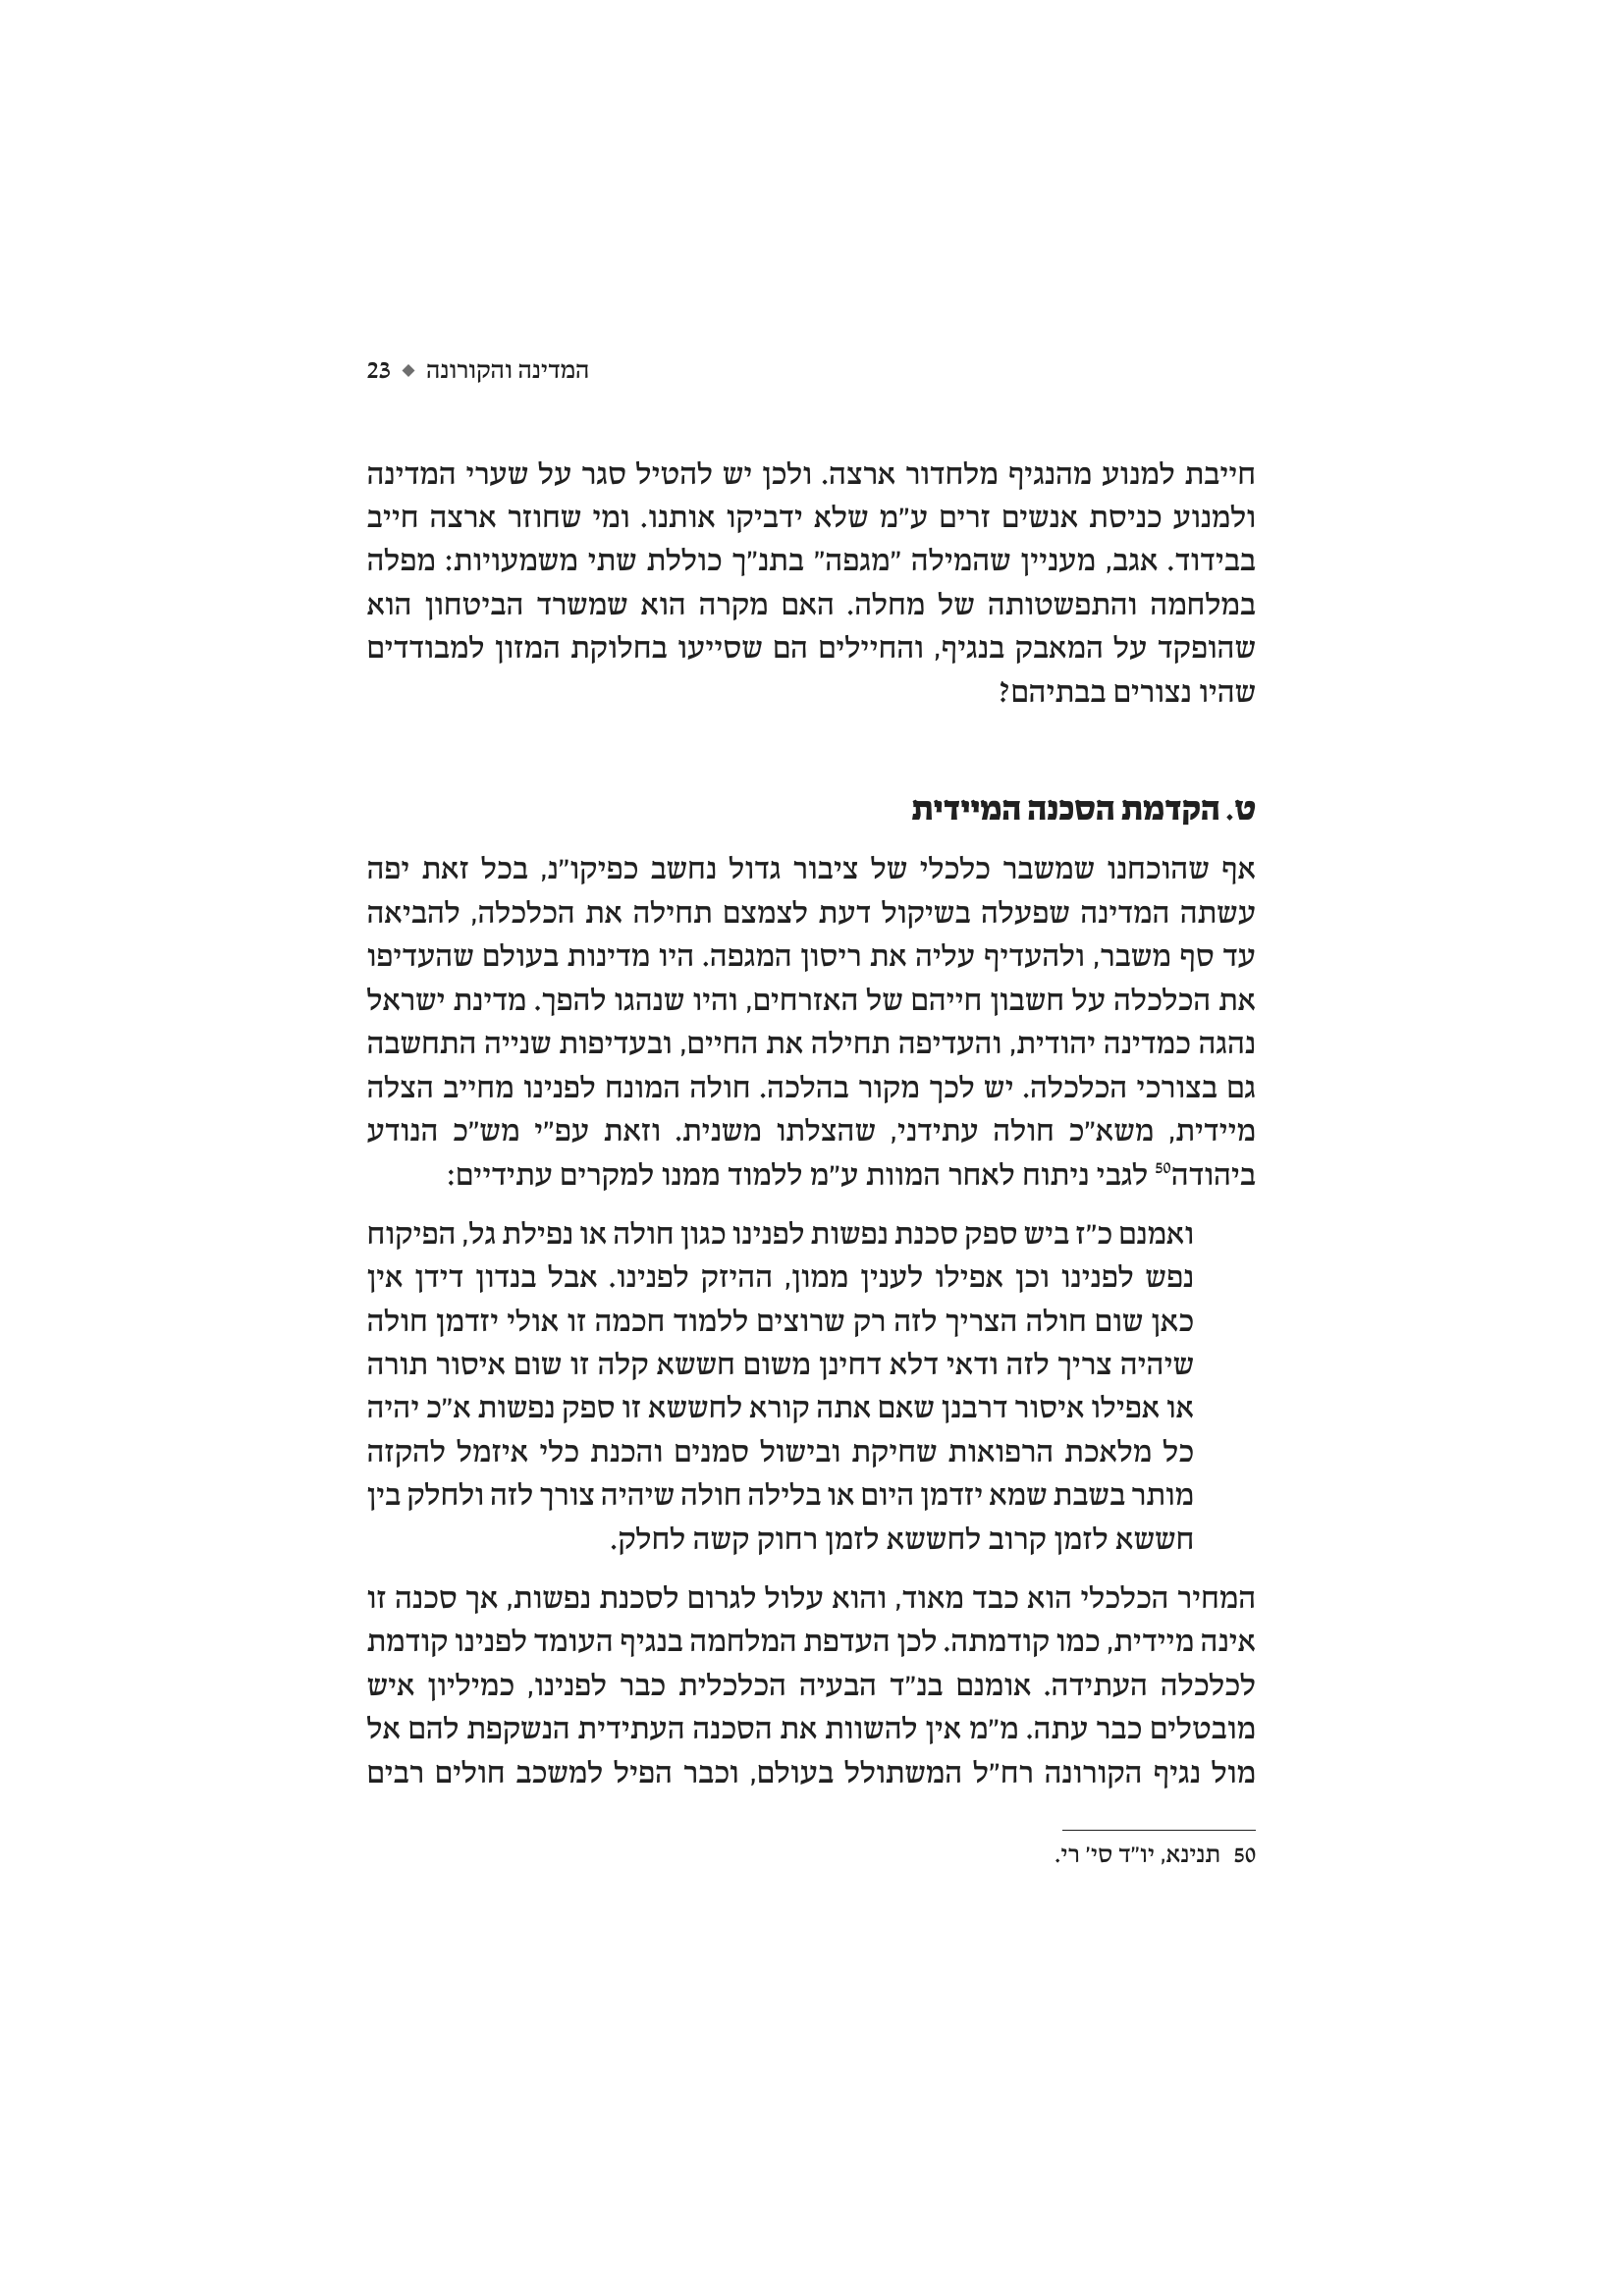 המדינה והקורונה ◆ 23
חייבת למנוע מהנגיף מלחדור ארצה. ולכן יש להטיל סגר על שערי המדינה
ולמנוע כניסת אנשים זרים ע"מ שלא ידביקו אותנו. ומי שחוזר ארצה חייב
בבידוד. אגב, מעניין שהמילה "מגפה" בתנ"ך כוללת שתי משמעויות: מפלה
במלחמה והתפשטותה של מחלה. האם מקרה הוא שמשרד הביטחון הוא
שהופקד על המאבק בנגיף, והחיילים הם שסייעו בחלוקת המזון למבודדים
שהיו נצורים בבתיהם?
ט. הקדמת הסכנה המיידית
אף שהוכחנו שמשבר כלכלי של ציבור גדול נחשב כפיקו"נ, בכל זאת יפה
עשתה המדינה שפעלה בשיקול דעת לצמצם תחילה את הכלכלה, להביאה
עד סף משבר, ולהעדיף עליה את ריסון המגפה. היו מדינות בעולם שהעדיפו
את הכלכלה על חשבון חייהם של האזרחים, והיו שנהגו להפך. מדינת ישראל
נהגה כמדינה יהודית, והעדיפה תחילה את החיים, ובעדיפות שנייה התחשבה
גם בצורכי הכלכלה. יש לכך מקור בהלכה. חולה המונח לפנינו מחייב הצלה
מיידית, משא"כ חולה עתידני, שהצלתו משנית. וזאת עפ"י מש"כ הנודע
ביהודה50 לגבי ניתוח לאחר המוות ע"מ ללמוד ממנו למקרים עתידיים:
ואמנם כ"ז ביש ספק סכנת נפשות לפנינו כגון חולה או נפילת גל, הפיקוח
נפש לפנינו וכן אפילו לענין ממון, ההיזק לפנינו. אבל בנדון דידן אין
כאן שום חולה הצריך לזה רק שרוצים ללמוד חכמה זו אולי יזדמן חולה
שיהיה צריך לזה ודאי דלא דחינן משום חששא קלה זו שום איסור תורה
או אפילו איסור דרבנן שאם אתה קורא לחששא זו ספק נפשות א"כ יהיה
כל מלאכת הרפואות שחיקת ובישול סמנים והכנת כלי איזמל להקזה
מותר בשבת שמא יזדמן היום או בלילה חולה שיהיה צורך לזה ולחלק בין
חששא לזמן קרוב לחששא לזמן רחוק קשה לחלק.
המחיר הכלכלי הוא כבד מאוד, והוא עלול לגרום לסכנת נפשות, אך סכנה זו
אינה מיידית, כמו קודמתה. לכן העדפת המלחמה בנגיף העומד לפנינו קודמת
לכלכלה העתידה. אומנם בנ"ד הבעיה הכלכלית כבר לפנינו, כמיליון איש
מובטלים כבר עתה. מ"מ אין להשוות את הסכנה העתידית הנשקפת להם אל
מול נגיף הקורונה רח"ל המשתולל בעולם, וכבר הפיל למשכב חולים רבים
50 תנינא, יו"ד סי' רי.